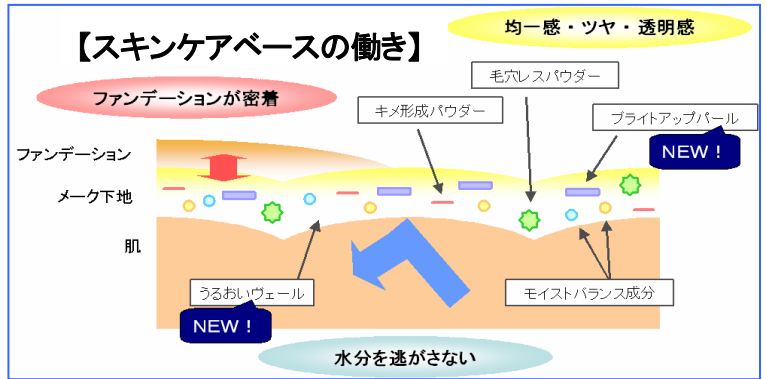 【スキンケアベースの働き】
均一感・ツヤ・透明感
毛穴レスパウダー
ファンデーションが密着
キメ形成パウダー
ブライトアップパール
NEW！
ファンデーション
メーク下地
肌
うるおいヴェール
NEW！
モイストバランス成分
水分を逃がさない